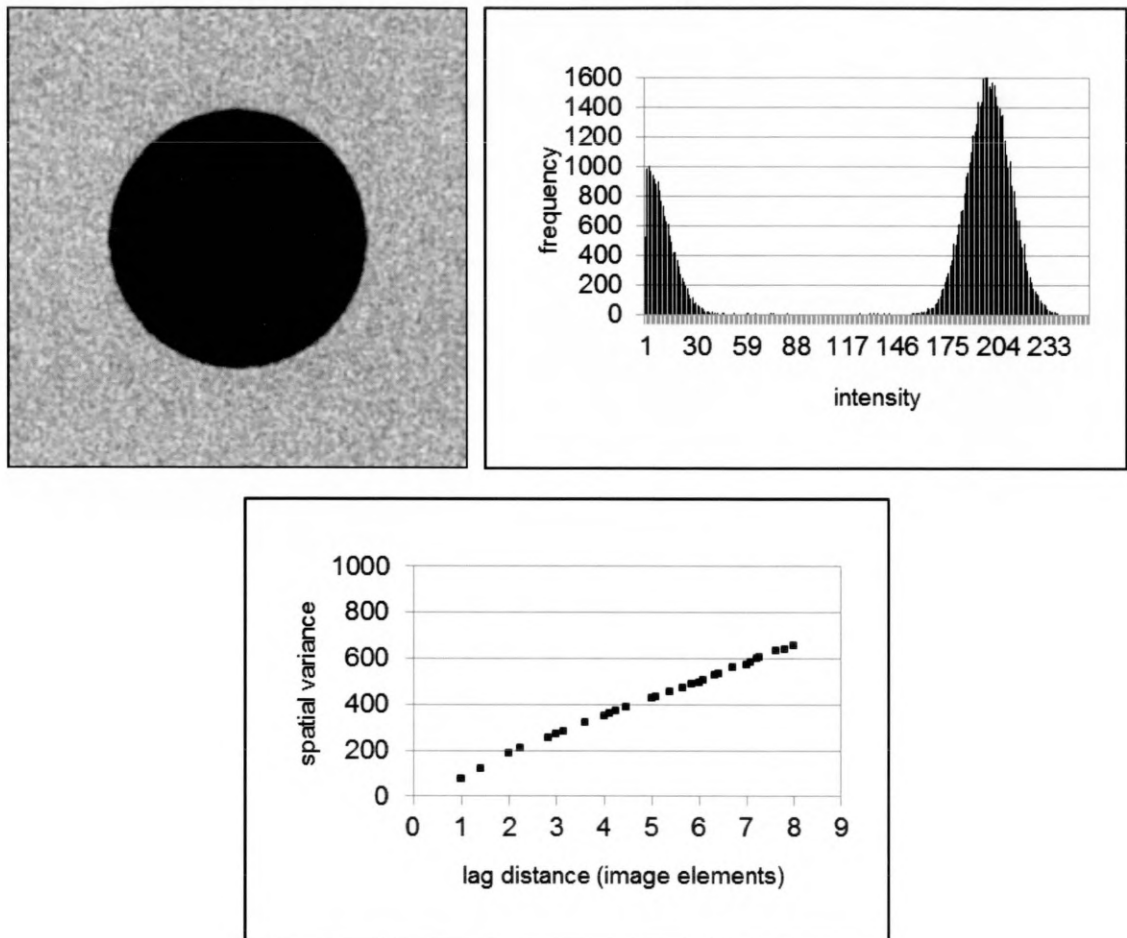 1600
1400
1200
1000
800
600
400
200
0
frequency
1 30 59 88 117 146 175 204 233
intensity
1000
800
600
400
200
0
spatial variance
0 1 2 3 4 5 6 7 8 9
lag distance (image elements)